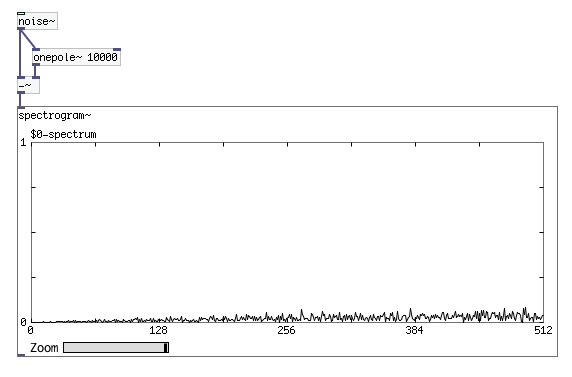 noise~
onepole~ 10000
-~
spectrogram~
$0-spectrum
1
0
0 128 256 384 512
Zoom